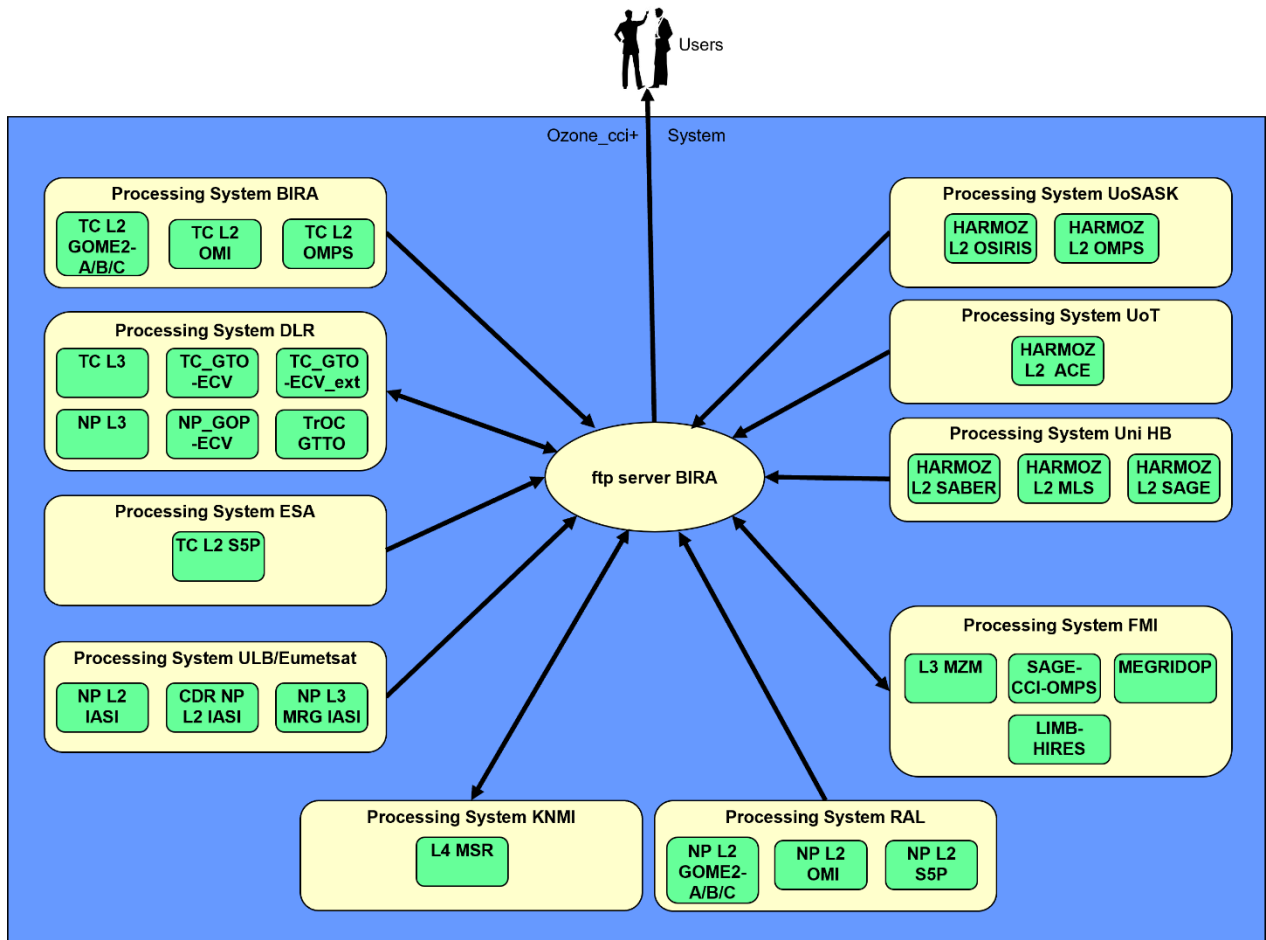 Users
Ozone_cci+ System
Processing System BIRA
TC L2
GOME2-
A/B/C
TC L2
OMI
TC L2
OMPS
Processing System DLR
TC L3
TC_GTO
-ECV
TC_GTO
-ECV_ext
NP L3
NP_GOP
-ECV
TrOC
GTTO
Processing System ESA
TC L2 S5P
Processing System ULB/Eumetsat
NP L2
IASI
CDR NP
L2 IASI
NP L3
MRG IASI
ftp server BIRA
Processing System UoSASK
HARMOZ
L2 OSIRIS
HARMOZ
L2 OMPS
Processing System UoT
HARMOZ
L2 ACE
Processing System Uni HB
HARMOZ
L2 SABER
HARMOZ
L2 MLS
HARMOZ
L2 SAGE
Processing System FMI
L3 MZM
SAGE-
CCI-OMPS
MEGRIDOP
LIMB-
HIRES
Processing System KNMI
L4 MSR
Processing System RAL
NP L2
GOME2-
A/B/C
NP L2
OMI
NP L2
S5P